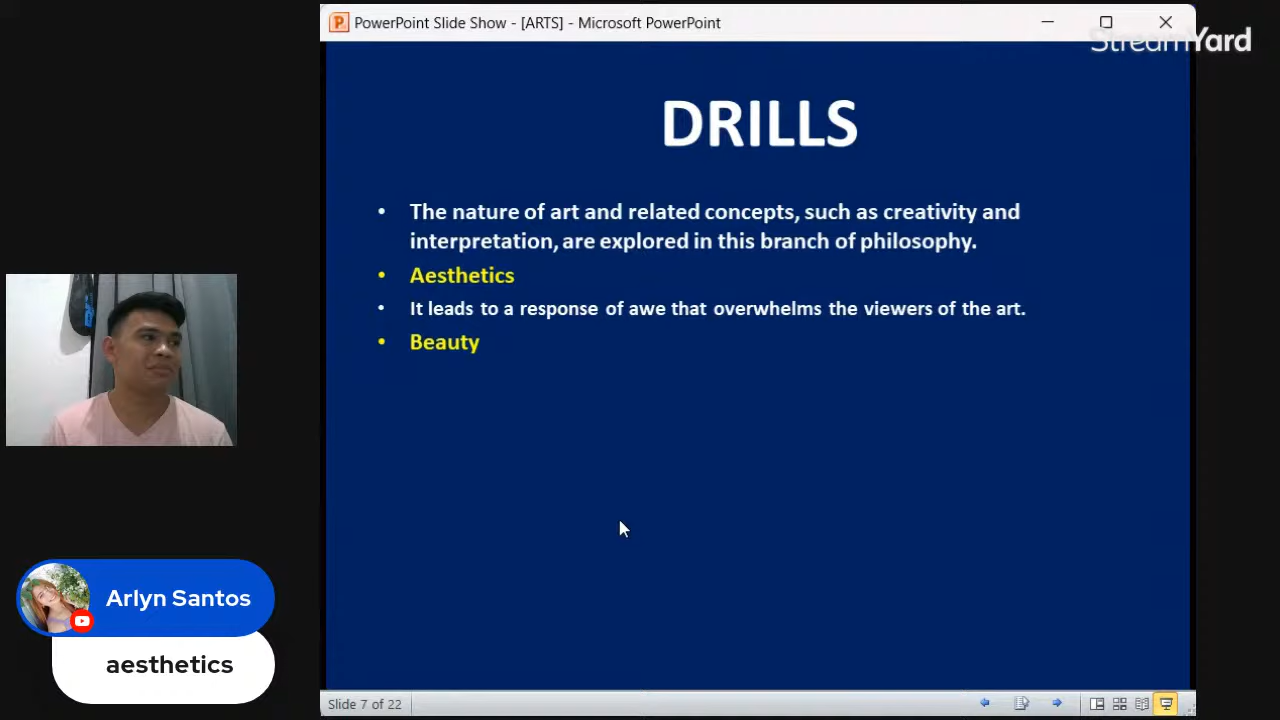 PowerPoint Slide Show - [ARTS] - Microsoft PowerPoint
StreamYard
DRILLS
• The nature of art and related concepts, such as creativity and
interpretation, are explored in this branch of philosophy.
• Aesthetics
• It leads to a response of awe that overwhelms the viewers of the art.
• Beauty
Arlyn Santos
aesthetics
Slide 7 of 22